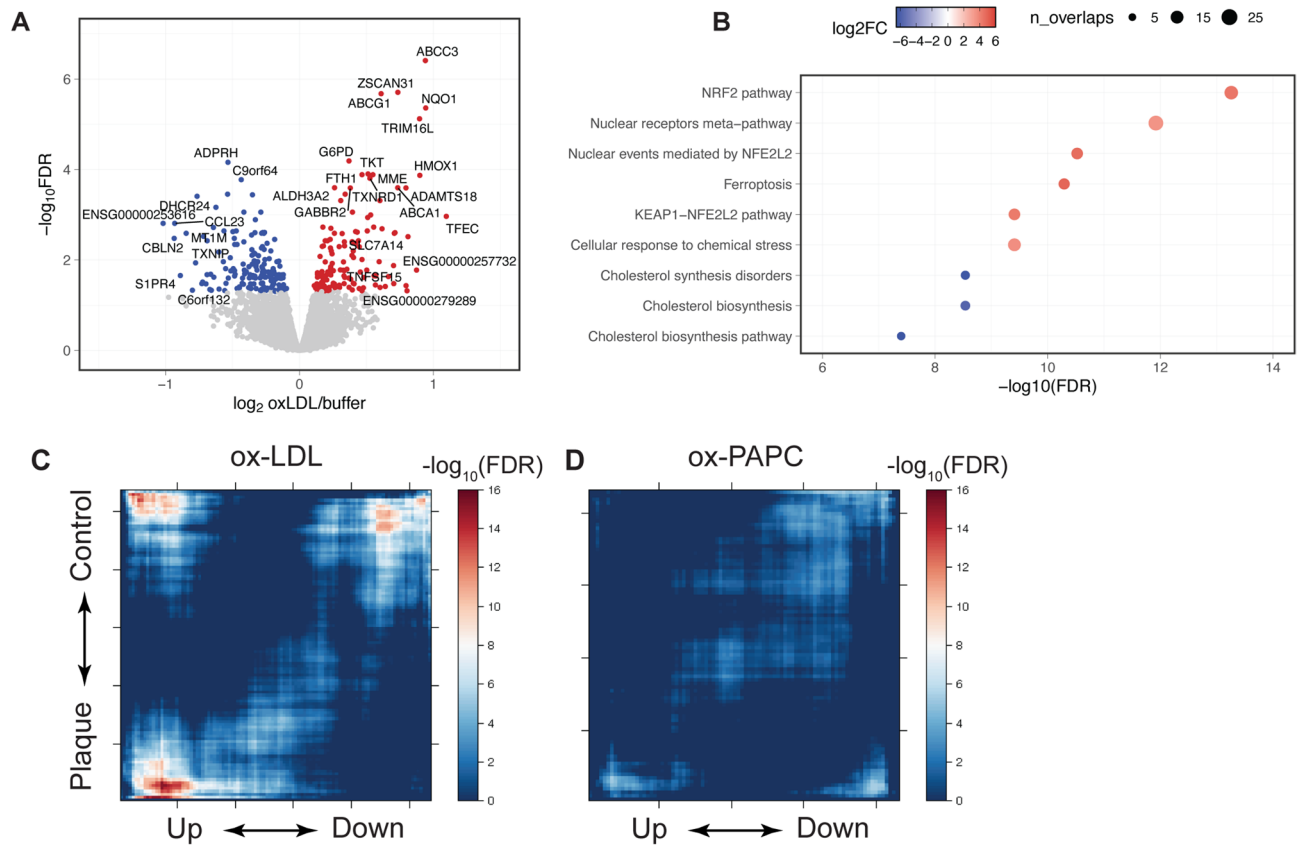 A
ABCC3
ZSCAN31
ABCG1
NQO1
TRIM16L
ADPRH
G6PD
TKT
HMOX1
C9orf64
FTH1
MME
ALDH3A2
TXNRD1
ADAMTS18
DHCR24
GABBR2
ABCA1
ENSG00000253616
CCL23
TFEC
MT1M
SLC7A14
CBLN2
TXNIP
ENSG00000257732
S1PR4
TNFSF15
C6orf132
ENSG00000279289
−log10FDR
6
4
2
0
−1
0
1
log2 oxLDL/buffer
B
log2FC
−6−4−2 0 2 4 6
n_overlaps 5 15 25
NRF2 pathway
Nuclear receptors meta−pathway
Nuclear events mediated by NFE2L2
Ferroptosis
KEAP1−NFE2L2 pathway
Cellular response to chemical stress
Cholesterol synthesis disorders
Cholesterol biosynthesis
Cholesterol biosynthesis pathway
6 8 10 12 14
−log10(FDR)
C
ox-LDL
-log10(FDR)
16
14
12
10
8
6
4
2
0
Control
Plaque
Up
Down
D
ox-PAPC
-log10(FDR)
16
14
12
10
8
6
4
2
0
Up
Down